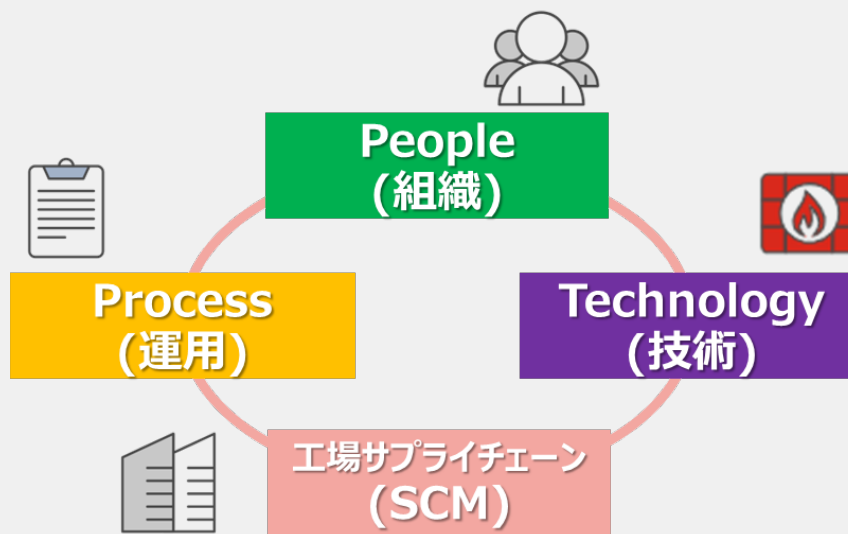 People
(組織)
Process
(運用)
Technology
(技術)
工場サプライチェーン
(SCM)